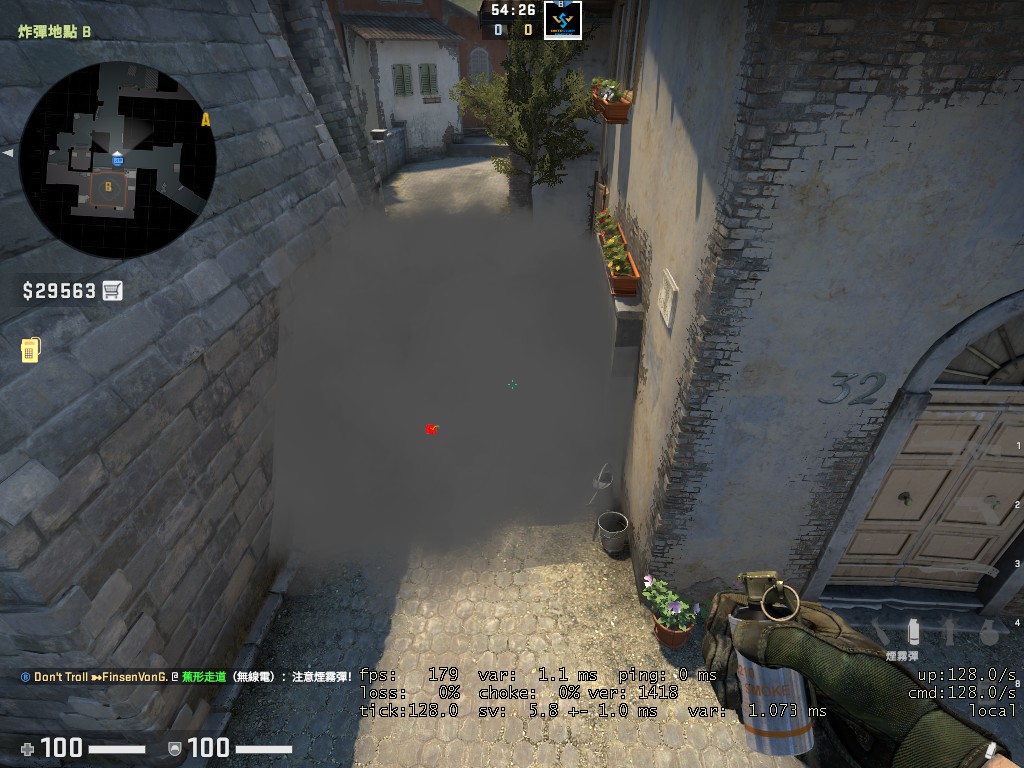 54:26
炸彈地點 B
0 0
B
A
B
$29563
32
1
2
3
4
煙霧彈
SMOKE
Ⓑ Don't Troll ➳FinsenVonG. @ 蕉形走道 (無線電): 注意煙霧彈!
fps: 179 var: 1.1 ms ping: 0 ms
loss: 0% choke: 0% ver: 1418
tick:128.0 sv: 5.8 +- 1.0 ms var: 1.073 ms
up:128.0/s
cmd:128.0/s
local
100 100